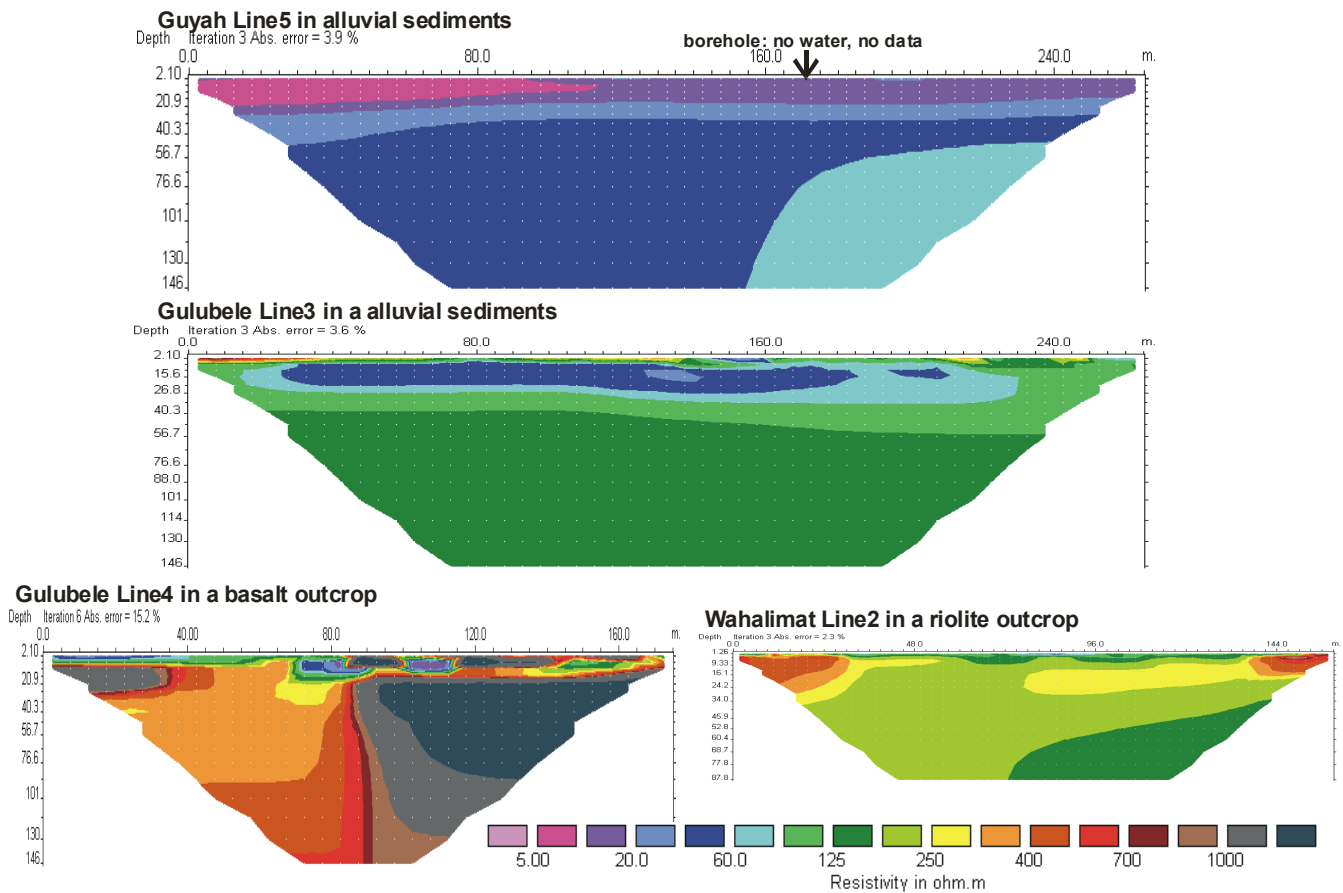 Guyah Line5 in alluvial sediments
Depth Iteration 3 Abs. error = 3.9 %
borehole: no water, no data
0.0 80.0 160.0 240.0 m.
2.10
20.9
40.3
56.7
76.6
101
130
146
Gulubele Line3 in a alluvial sediments
Depth Iteration 3 Abs. error = 3.6 %
0.0 80.0 160.0 240.0 m.
2.10
15.6
26.8
40.3
56.7
76.6
88.0
101
114
130
146
Gulubele Line4 in a basalt outcrop
Depth Iteration 6 Abs. error = 15.2 %
0.0 40.00 80.0 120.0 160.0 m.
2.10
20.9
40.3
56.7
76.6
101
130
146
Wahalimat Line2 in a riolite outcrop
Depth Iteration 3 Abs. error = 2.3 %
0.0 48.0 96.0 144.0 m.
1.26
9.33
16.1
24.2
34.0
45.9
52.8
60.4
68.7
77.8
87.8
5.00 20.0 60.0 125 250 400 700 1000
Resistivity in ohm.m